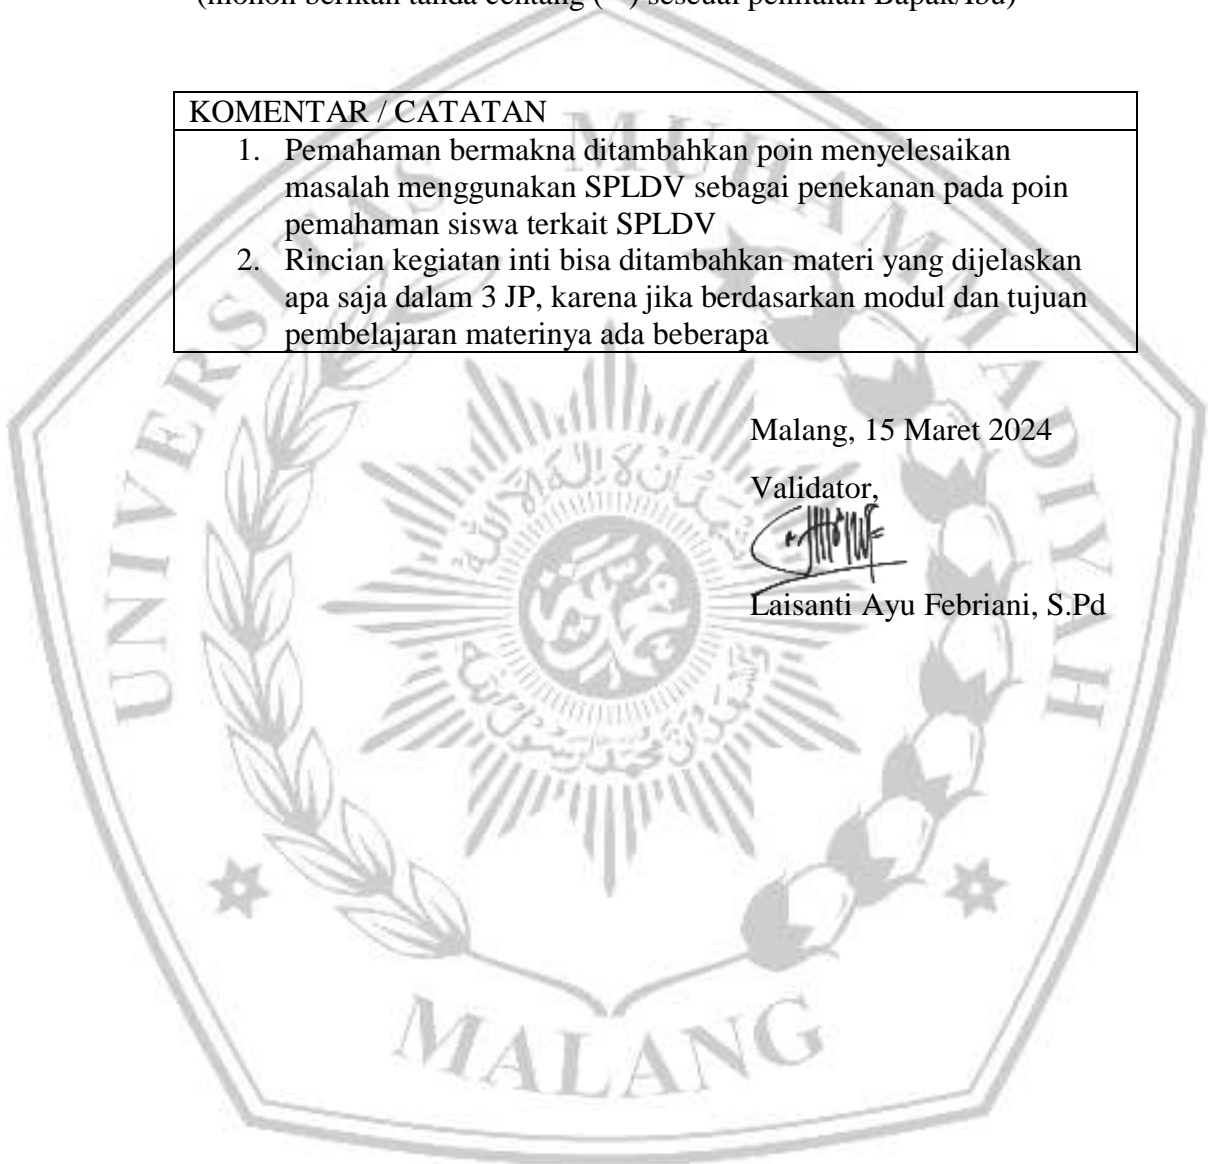 (mohon berikan tanda centang ( ) seseuai penilaian Bapak/Ibu)
KOMENTAR / CATATAN
1. Pemahaman bermakna ditambahkan poin menyelesaikan
masalah menggunakan SPLDV sebagai penekanan pada poin
pemahaman siswa terkait SPLDV
2. Rincian kegiatan inti bisa ditambahkan materi yang dijelaskan
apa saja dalam 3 JP, karena jika berdasarkan modul dan tujuan
pembelajaran materinya ada beberapa
Malang, 15 Maret 2024
Validator,
Laisanti Ayu Febriani, S.Pd
UNIVERSITAS MUHAMMADIYAH
MALANG